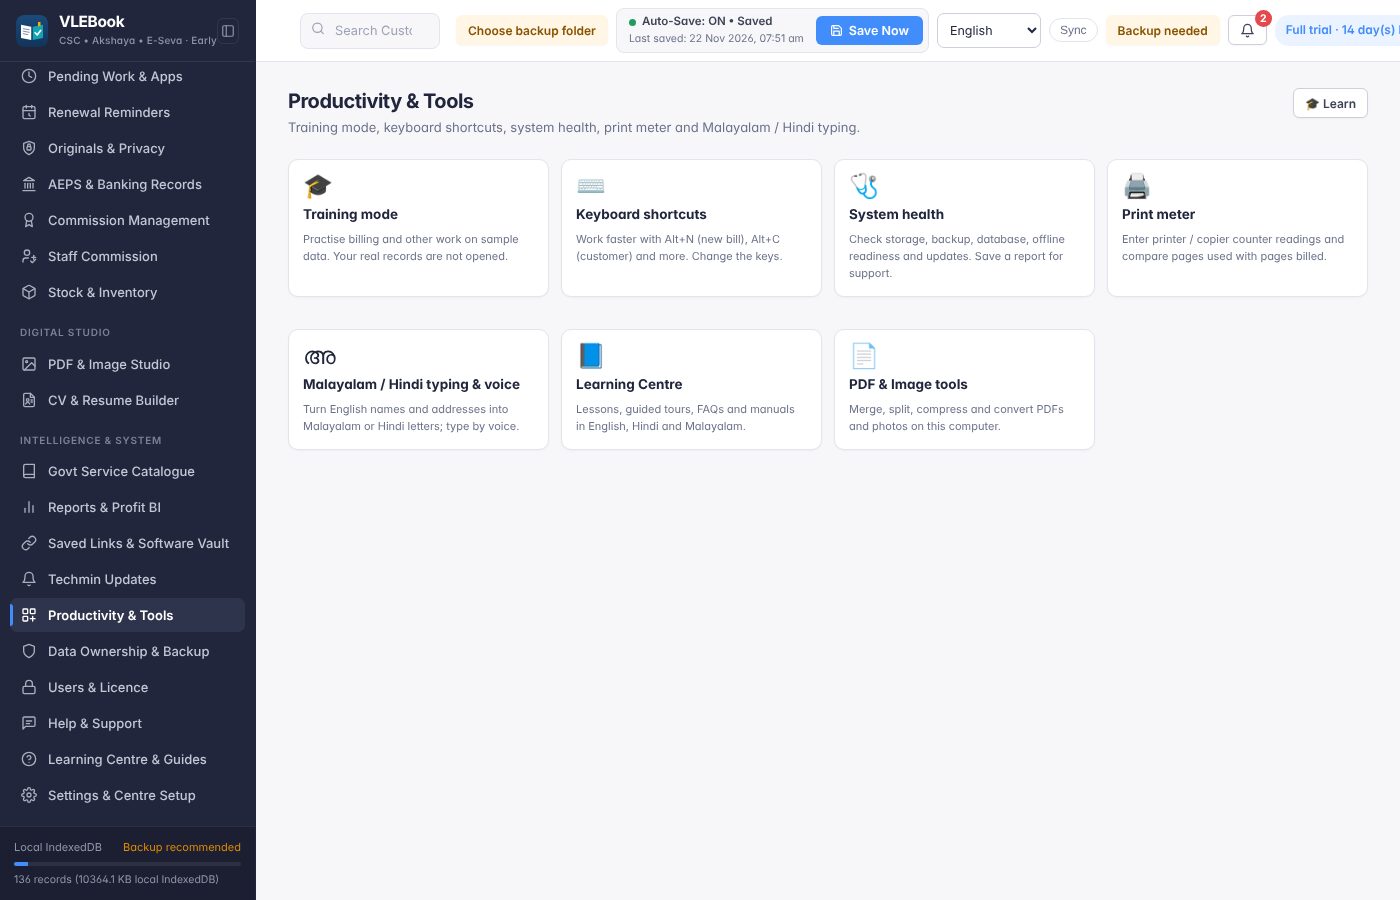 VLEBook
CSC • Akshaya • E-Seva · Early
Pending Work & Apps
Renewal Reminders
Originals & Privacy
AEPS & Banking Records
Commission Management
Staff Commission
Stock & Inventory
DIGITAL STUDIO
PDF & Image Studio
CV & Resume Builder
INTELLIGENCE & SYSTEM
Govt Service Catalogue
Reports & Profit BI
Saved Links & Software Vault
Techmin Updates
Productivity & Tools
Data Ownership & Backup
Users & Licence
Help & Support
Learning Centre & Guides
Settings & Centre Setup
Local IndexedDB
Backup recommended
136 records (10364.1 KB local IndexedDB)
Search Custo
Choose backup folder
Auto-Save: ON • Saved
Last saved: 22 Nov 2026, 07:51 am
Save Now
English
Sync
Backup needed
2
Full trial · 14 day(s)
Productivity & Tools
Training mode, keyboard shortcuts, system health, print meter and Malayalam / Hindi typing.
Learn
Training mode
Practise billing and other work on sample
data. Your real records are not opened.
Keyboard shortcuts
Work faster with Alt+N (new bill), Alt+C
(customer) and more. Change the keys.
System health
Check storage, backup, database, offline
readiness and updates. Save a report for
support.
Print meter
Enter printer / copier counter readings and
compare pages used with pages billed.
അ
Malayalam / Hindi typing & voice
Turn English names and addresses into
Malayalam or Hindi letters; type by voice.
Learning Centre
Lessons, guided tours, FAQs and manuals
in English, Hindi and Malayalam.
PDF & Image tools
Merge, split, compress and convert PDFs
and photos on this computer.